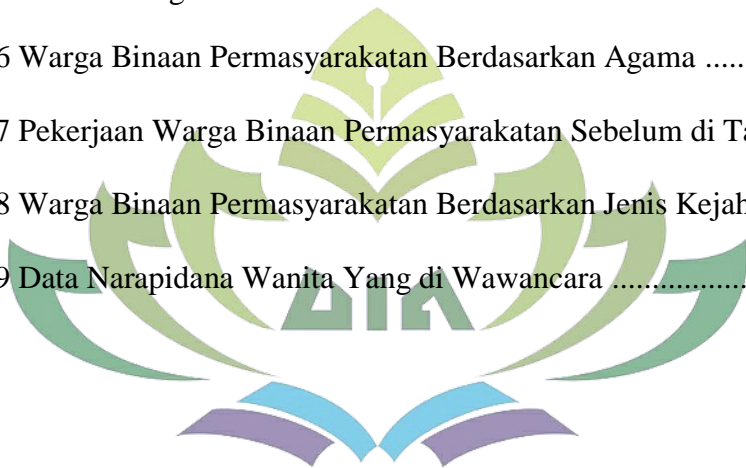 6 Warga Binaan Permasyarakatan Berdasarkan Agama .....
7 Pekerjaan Warga Binaan Permasyarakatan Sebelum di Ta
8 Warga Binaan Permasyarakatan Berdasarkan Jenis Kejah
9 Data Narapidana Wanita Yang di Wawancara .................